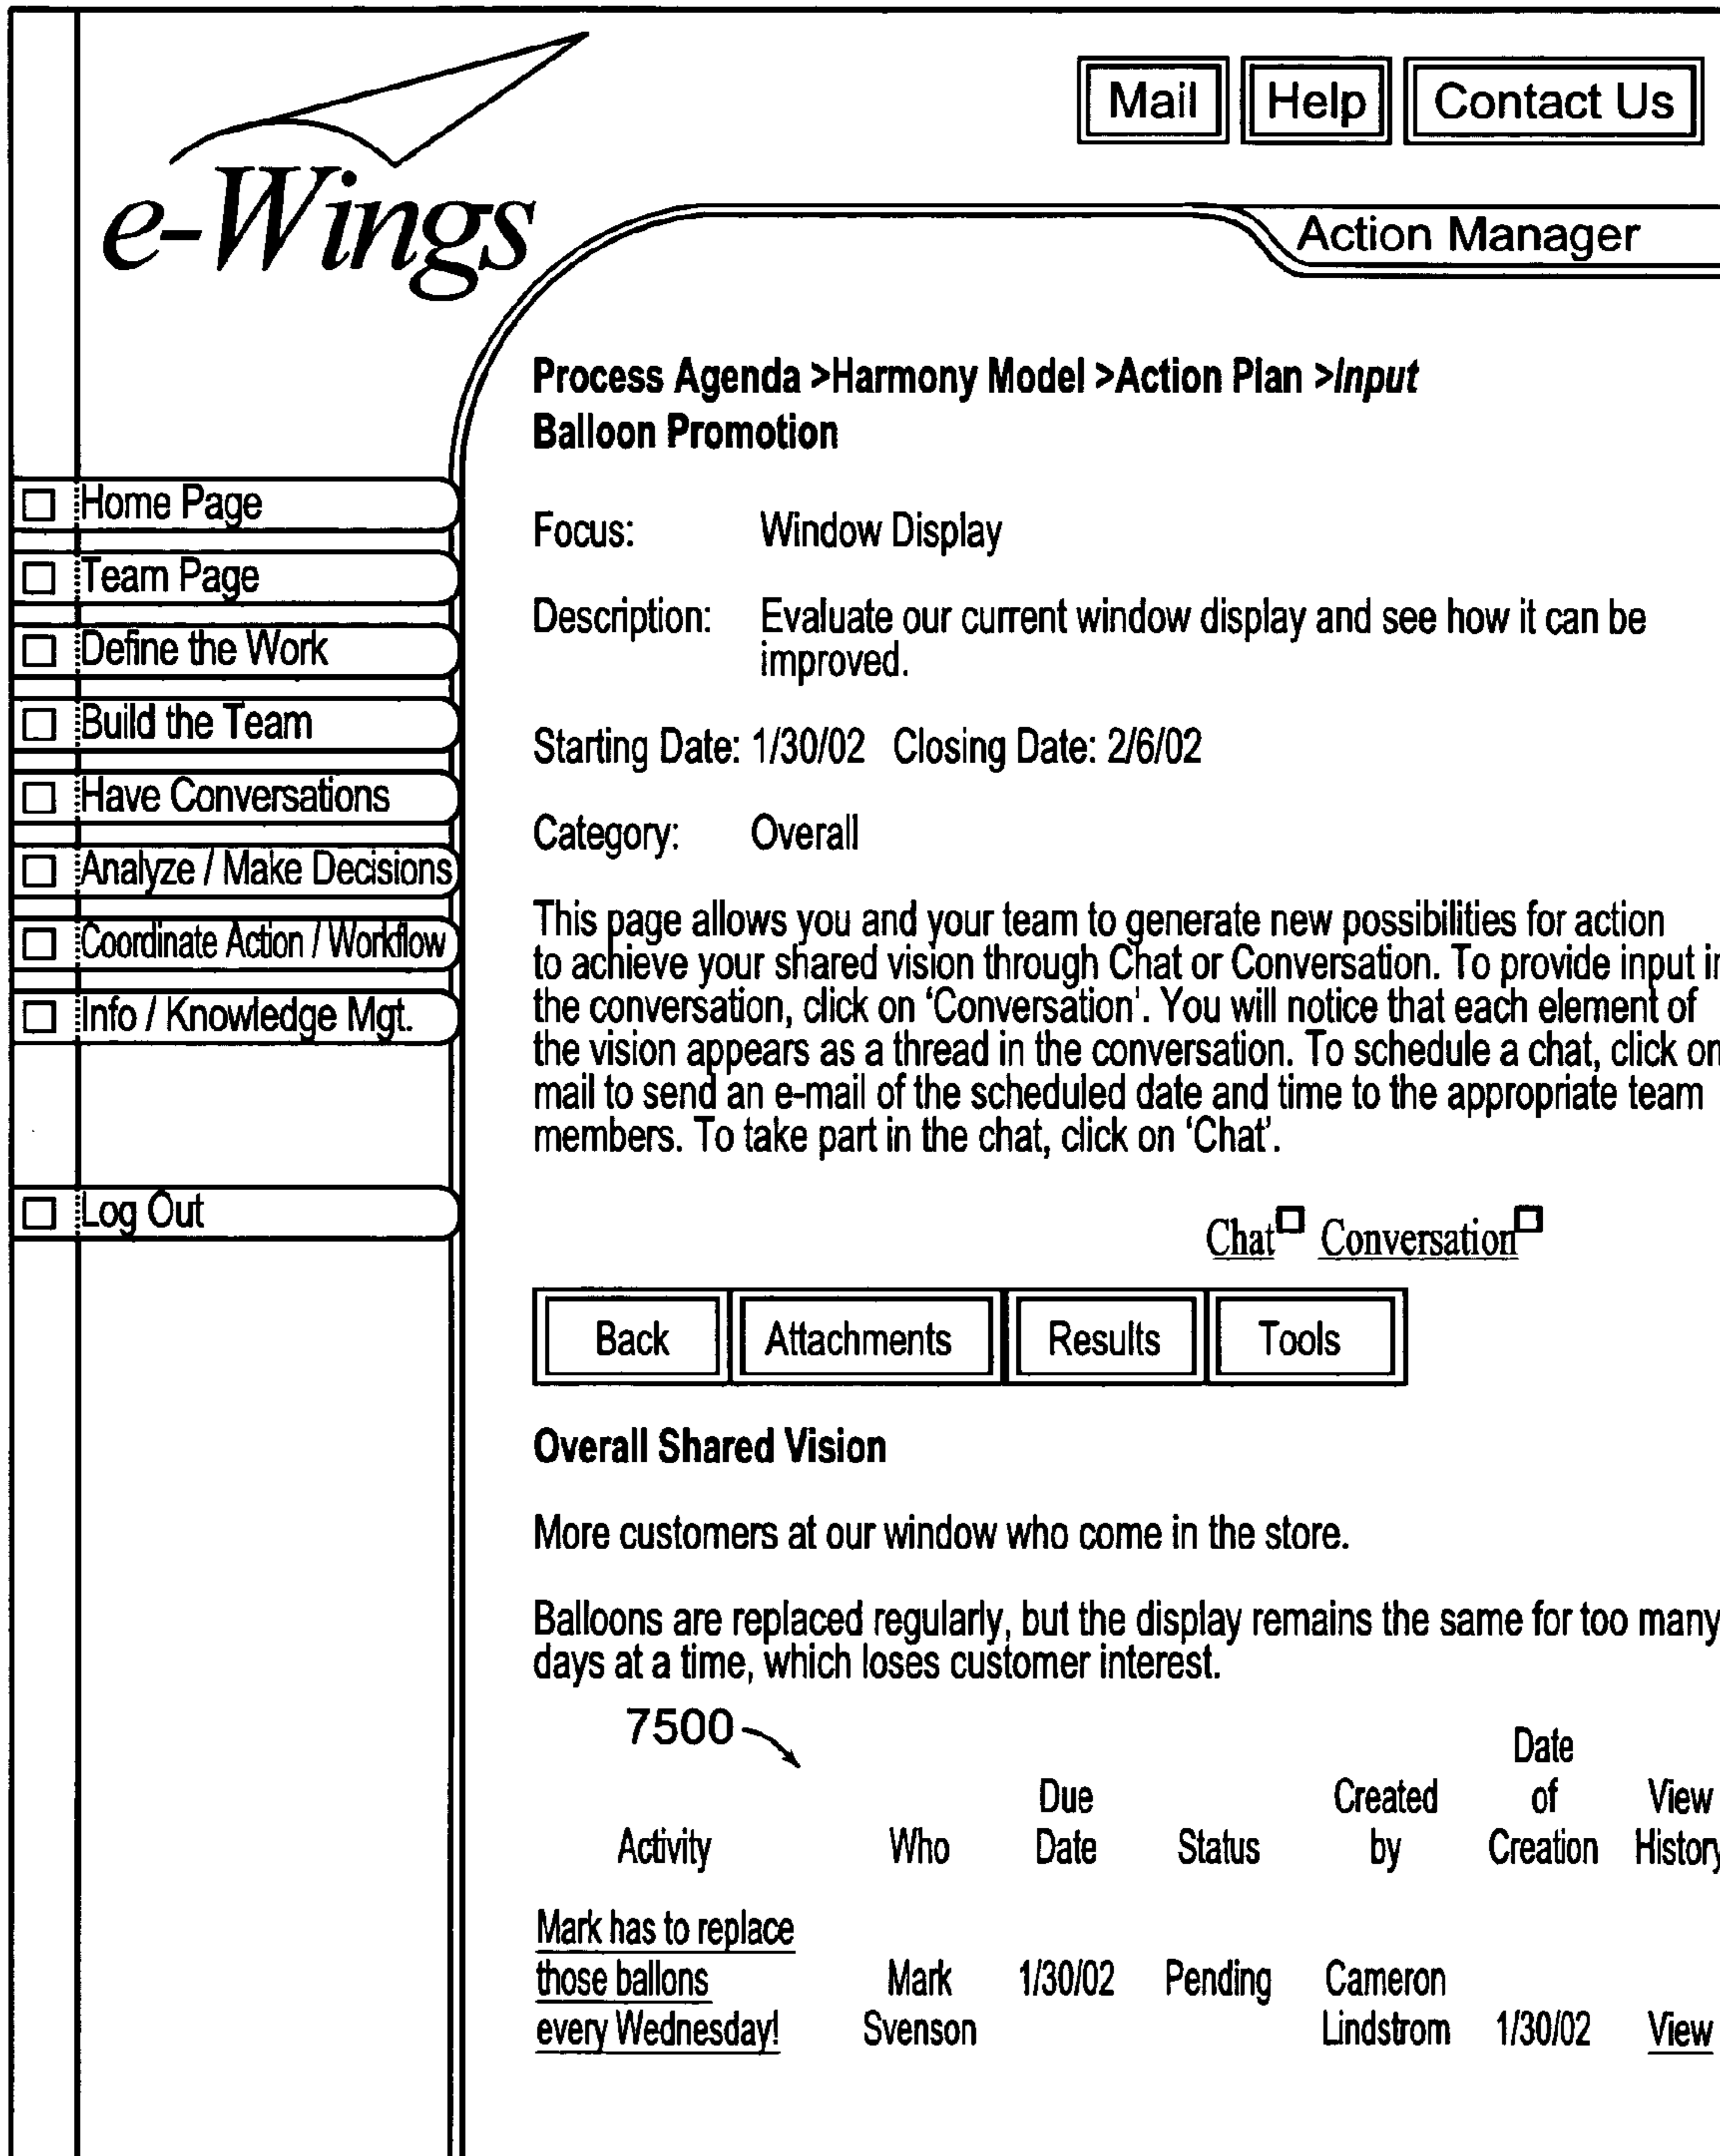 e-Wings
Mail Help Contact Us
Action Manager
Process Agenda >Harmony Model >Action Plan >Input
Balloon Promotion
Home Page
Team Page
Define the Work
Build the Team
Have Conversations
Analyze / Make Decisions
Coordinate Action / Workflow
Info / Knowledge Mgt.
Log Out
Focus: Window Display
Description: Evaluate our current window display and see how it can be
improved.
Starting Date: 1/30/02 Closing Date: 2/6/02
Category: Overall
This page allows you and your team to generate new possibilities for action
to achieve your shared vision through Chat or Conversation. To provide input in
the conversation, click on ‘Conversation’. You will notice that each element of
the vision appears as a thread in the conversation. To schedule a chat, click on
mail to send an e-mail of the scheduled date and time to the appropriate team
members. To take part in the chat, click on ‘Chat’.
Chat Conversation
Back Attachments Results Tools
Overall Shared Vision
More customers at our window who come in the store.
Balloons are replaced regularly, but the display remains the same for too many
days at a time, which loses customer interest.
7500
Date
Due Created of View
Activity Who Date Status by Creation History
Mark has to replace
those ballons Mark 1/30/02 Pending Cameron
every Wednesday! Svenson Lindstrom 1/30/02 View